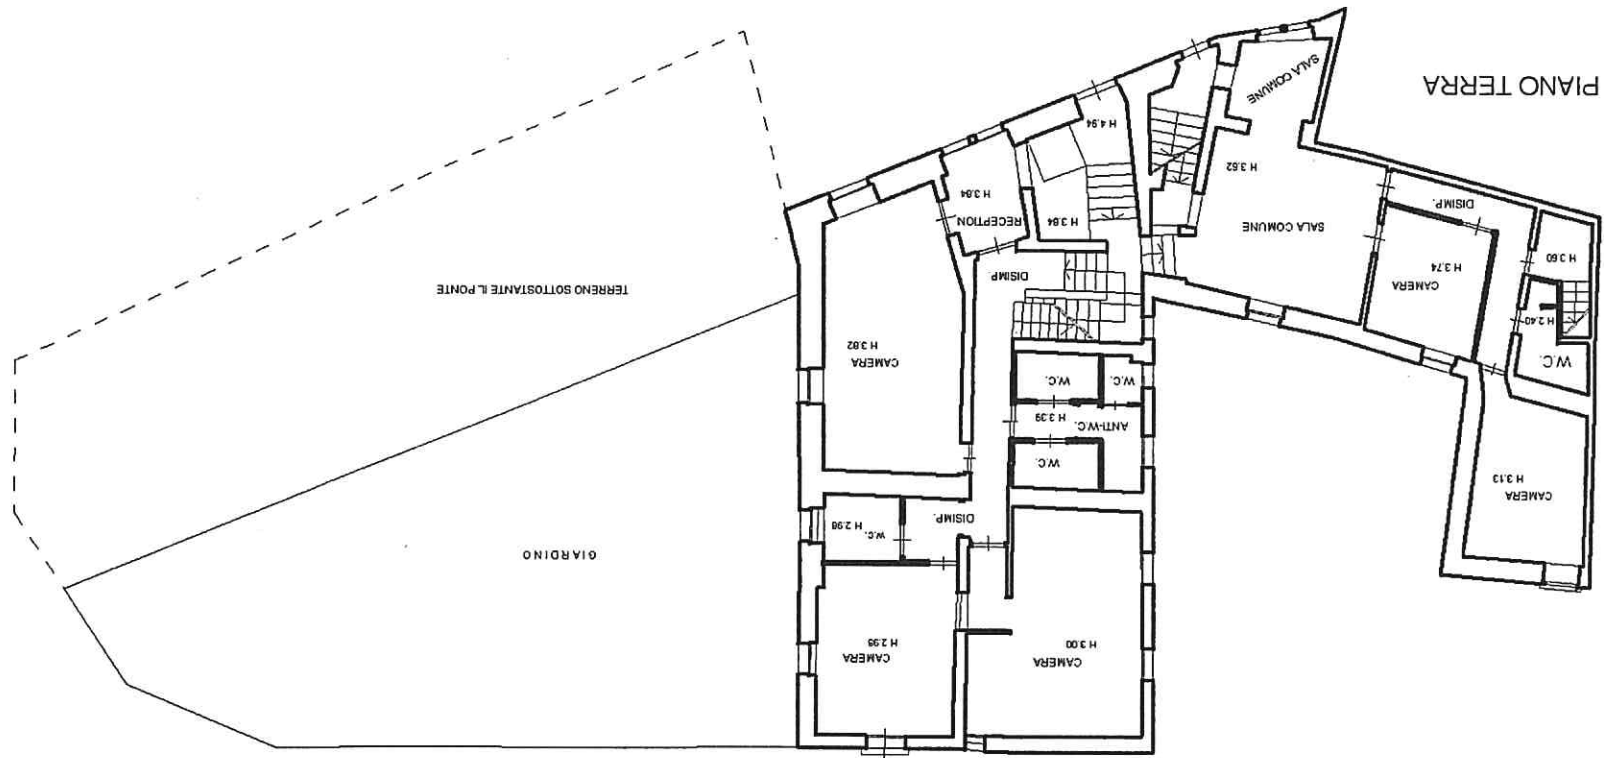 CAMERA
H 3.00
CAMERA
H 2.98
GIARDINO
DISIMP.
W.C.
H 2.98
CAMERA
H 3.13
W.C.
ANTI-W.C.
H 3.39
W.C.
W.C.
CAMERA
H 3.82
W.C.
H 2.40
TERRENO SOTTOSTANTE IL PONTE
DISIMP.
CAMERA
H 3.74
H 3.60
DISIMP.
SALA COMUNE
H 3.62
RECEPTION
H 3.84
H 3.84
H 4.94
SALA COMUNE
PIANO TERRA